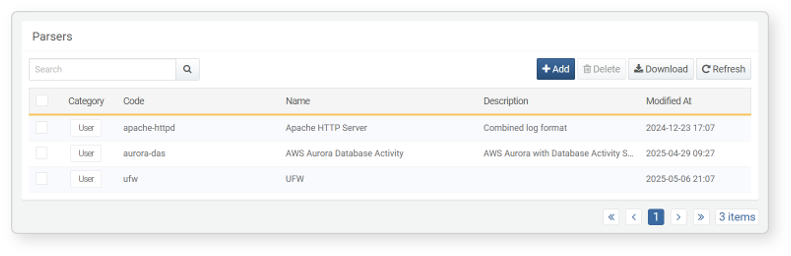 Parsers
Search
Add Delete Download Refresh
Category Code Name Description Modified At
User apache-httpd Apache HTTP Server Combined log format 2024-12-23 17:07
User aurora-das AWS Aurora Database Activity AWS Aurora with Database Activity S... 2025-04-29 09:27
User ufw UFW 2025-05-06 21:07
« < 1 > » 3 items